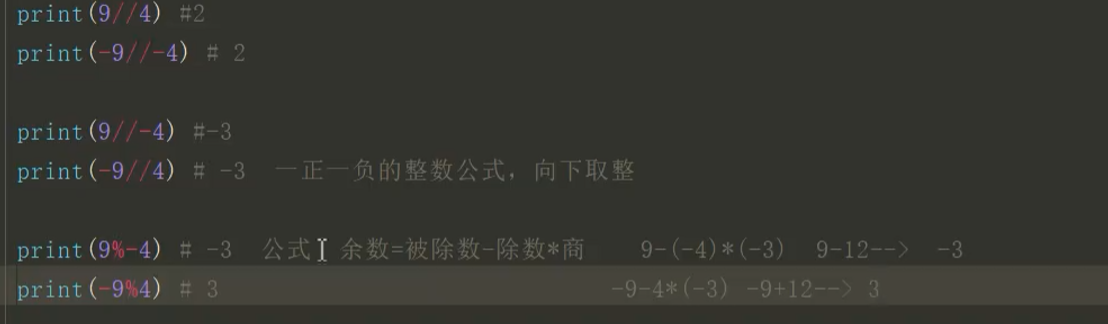 print(9//4) #2
print(-9//-4) # 2
print(9//-4) #-3
print(-9//4) # -3 一正一负的整数公式，向下取整
print(9%-4) # -3 公式 余数=被除数-除数*商 9-(-4)*(-3) 9-12--> -3
print(-9%4) # 3 -9-4*(-3) -9+12--> 3